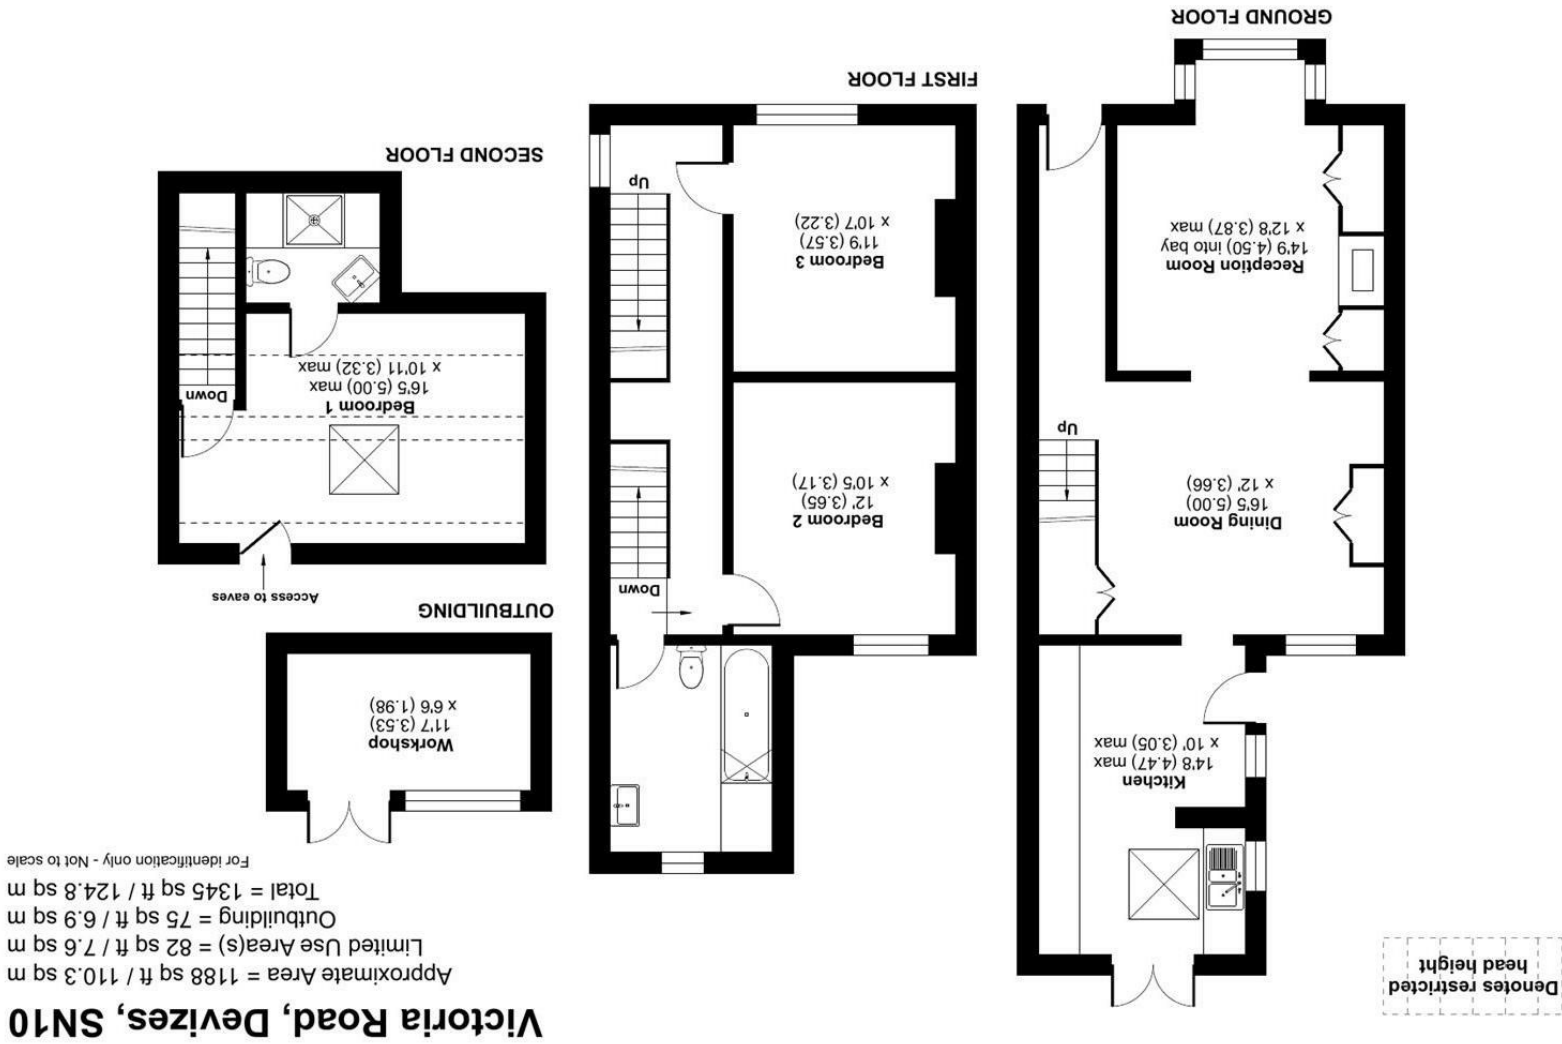 Victoria Road, Devizes, SN10
Approximate Area = 1188 sq ft / 110.3 sq m
Limited Use Area(s) = 82 sq ft / 7.6 sq m
Outbuilding = 75 sq ft / 6.9 sq m
Total = 1345 sq ft / 124.8 sq m
For identification only - Not to scale
Denotes restricted
head height
Kitchen
14'8 (4.47) max
x 10' (3.05) max
Dining Room
16'5 (5.00)
x 12' (3.66)
Up
Reception Room
14'9 (4.50) into bay
x 12'8 (3.87) max
GROUND FLOOR
Down
Bedroom 2
12' (3.65)
x 10'5 (3.17)
Bedroom 3
11'9 (3.57)
x 10'7 (3.22)
Up
FIRST FLOOR
Workshop
11'7 (3.53)
x 6'6 (1.98)
OUTBUILDING
Access to eaves
Down
Bedroom 1
16'5 (5.00) max
x 10'11 (3.32) max
SECOND FLOOR